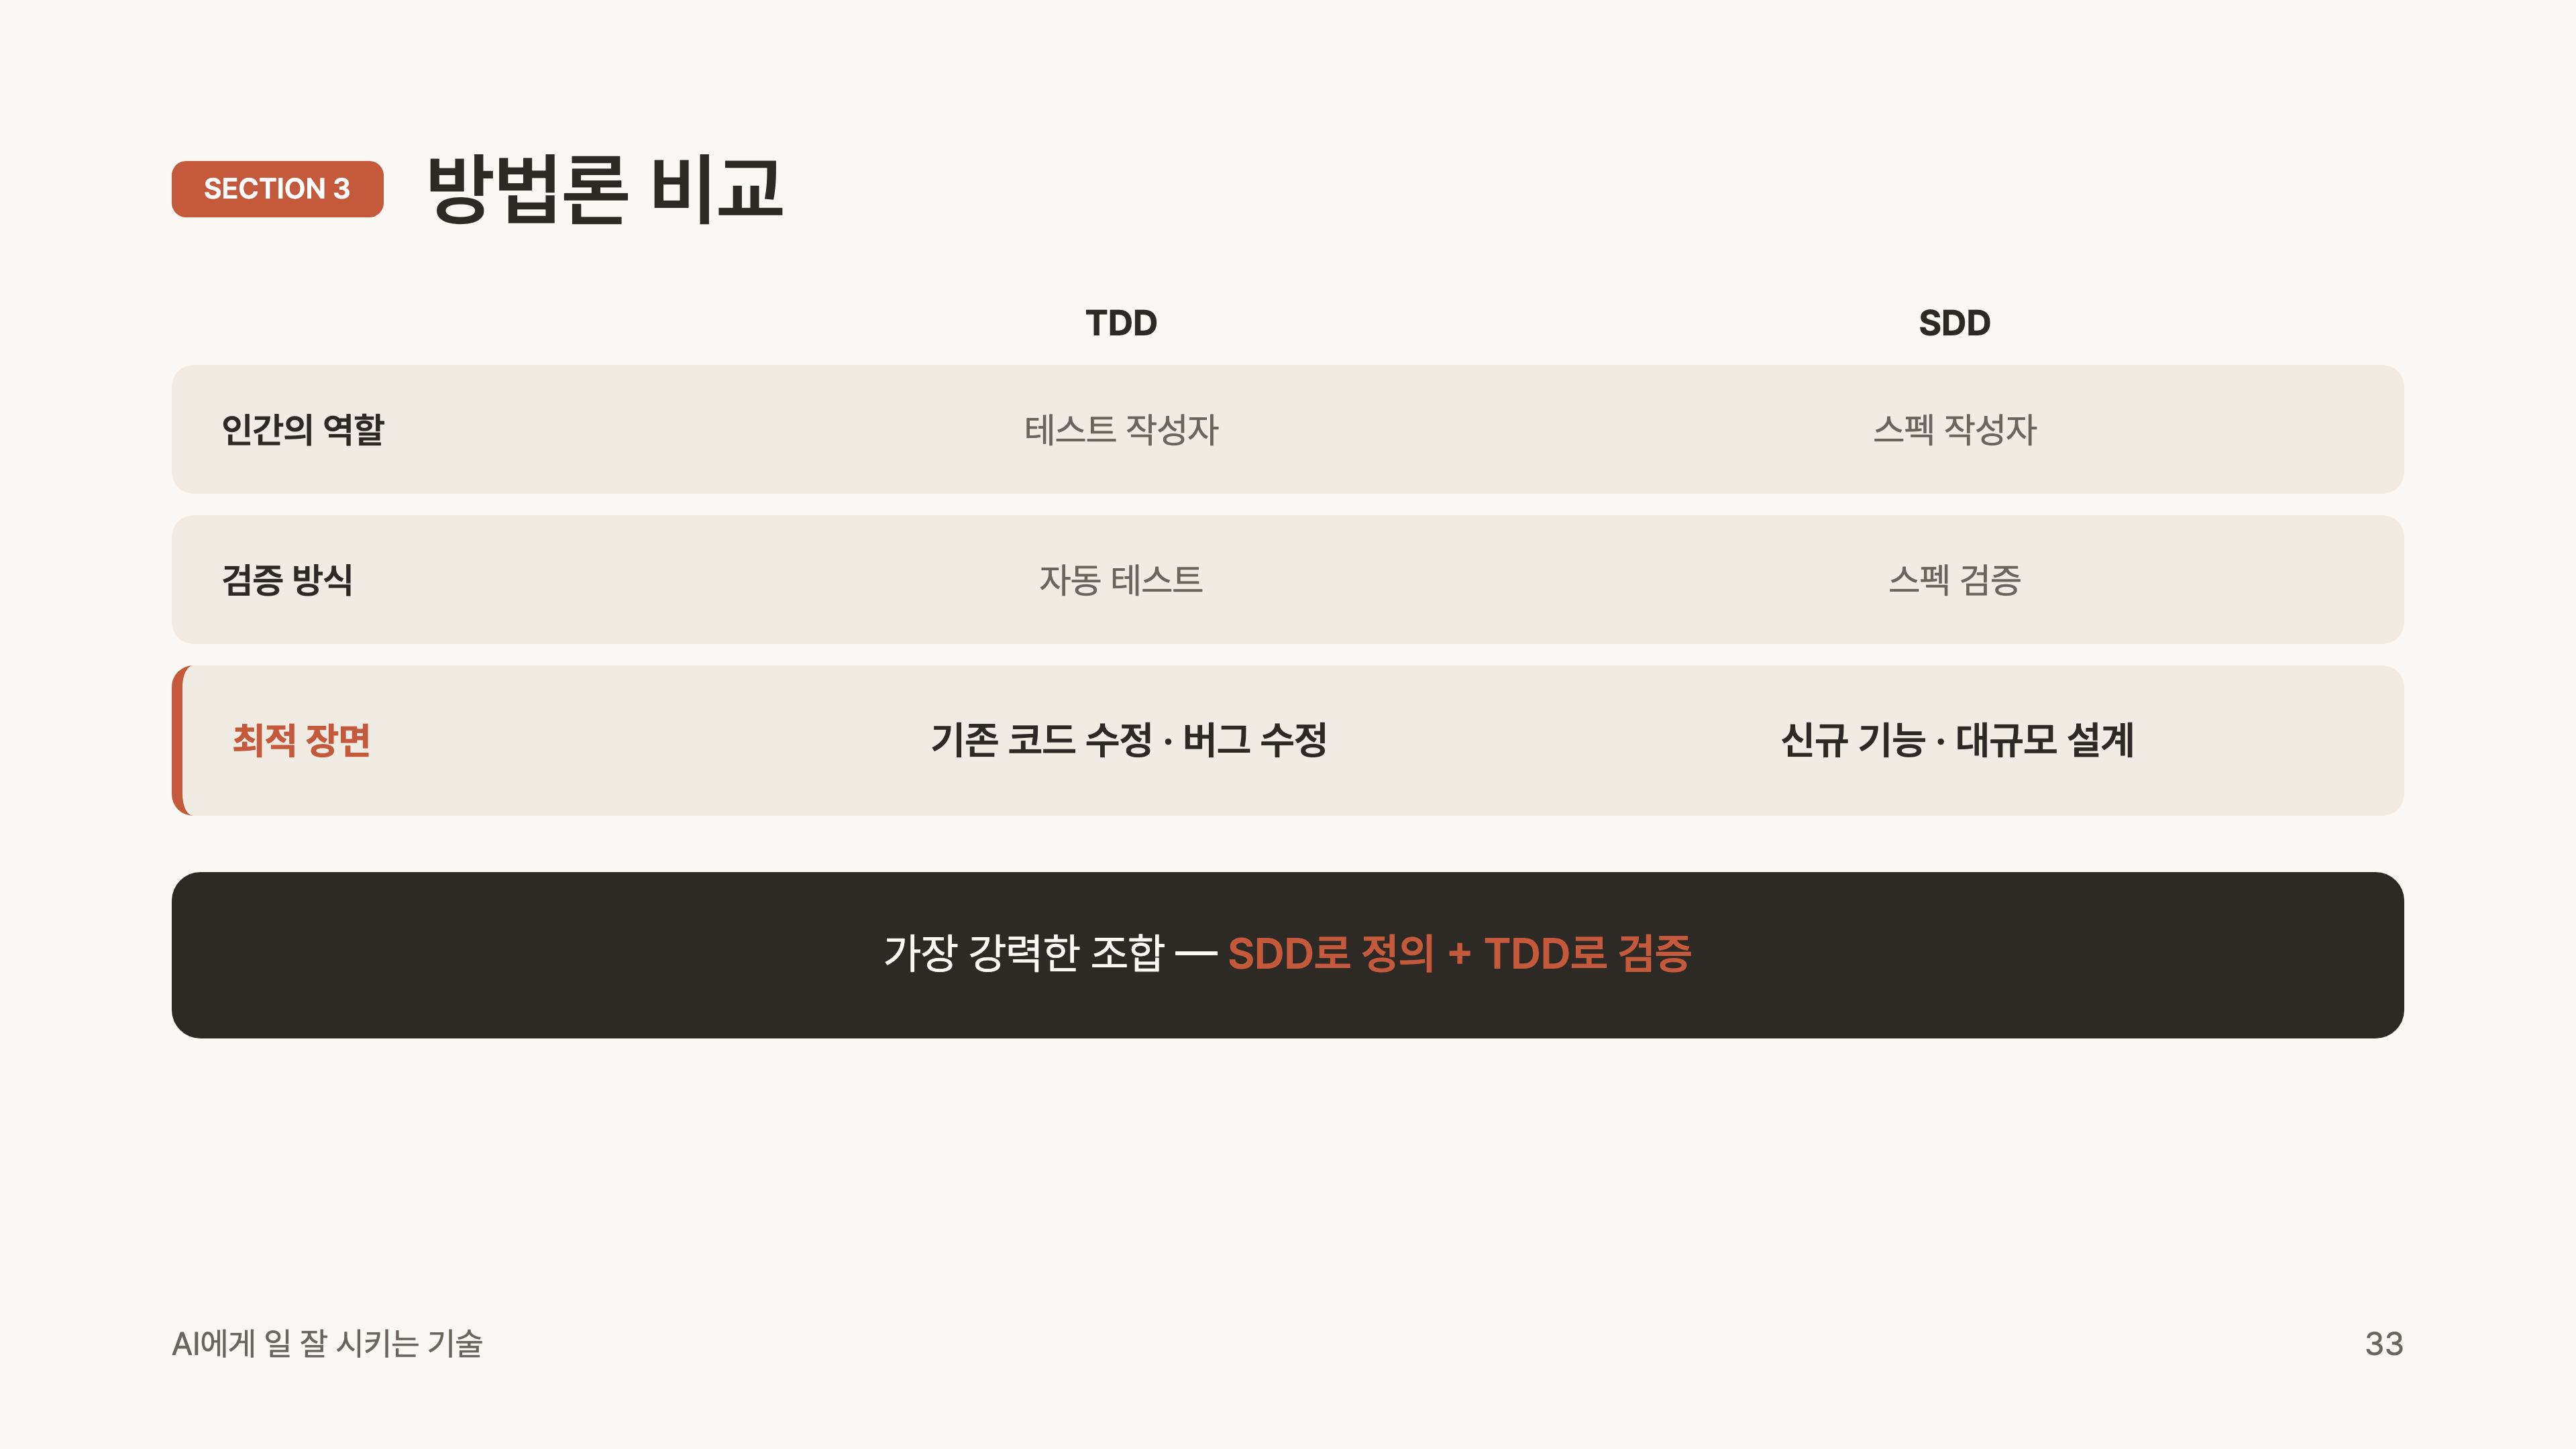 SECTION 3
방법론 비교
TDD SDD
인간의 역할 테스트 작성자 스펙 작성자
검증 방식 자동 테스트 스펙 검증
최적 장면 기존 코드 수정 · 버그 수정 신규 기능 · 대규모 설계
가장 강력한 조합 — SDD로 정의 + TDD로 검증
AI에게 일 잘 시키는 기술 33